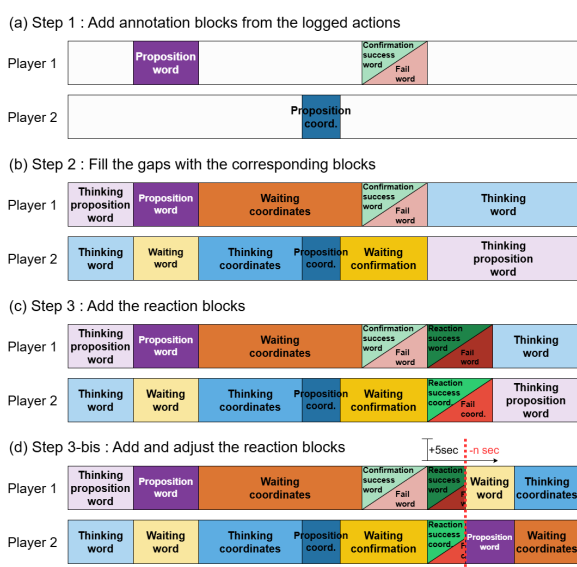 (a) Step 1 : Add annotation blocks from the logged actions
Player 1
Proposition
word
Confirmation
success
word
Fail
word
Player 2
Proposition
coord.
(b) Step 2 : Fill the gaps with the corresponding blocks
Player 1
Thinking
proposition
word
Proposition
word
Waiting
coordinates
Confirmation
success
word
Fail
word
Thinking
word
Player 2
Thinking
word
Waiting
word
Thinking
coordinates
Proposition
coord.
Waiting
confirmation
Thinking
proposition
word
(c) Step 3 : Add the reaction blocks
Player 1
Thinking
proposition
word
Proposition
word
Waiting
coordinates
Confirmation
success
word
Fail
word
Reaction
success
word
Fail
word
Thinking
word
Player 2
Thinking
word
Waiting
word
Thinking
coordinates
Proposition
coord.
Waiting
confirmation
Reaction
success
coord.
Fail
coord.
Thinking
proposition
word
(d) Step 3-bis : Add and adjust the reaction blocks
+5sec
-n sec
Player 1
Thinking
proposition
word
Proposition
word
Waiting
coordinates
Confirmation
success
word
Fail
word
Reaction
success
word
Waiting
word
Thinking
coordinates
Player 2
Thinking
word
Waiting
word
Thinking
coordinates
Proposition
coord.
Waiting
confirmation
Reaction
success
coord.
Proposition
word
Waiting
coordinates